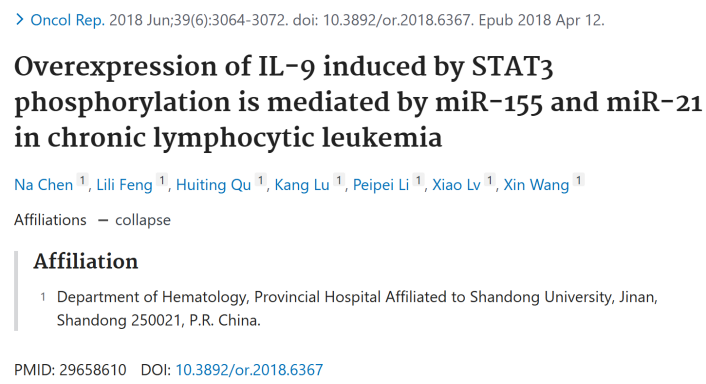 > Oncol Rep. 2018 Jun;39(6):3064-3072. doi: 10.3892/or.2018.6367. Epub 2018 Apr 12.
Overexpression of IL-9 induced by STAT3
phosphorylation is mediated by miR-155 and miR-21
in chronic lymphocytic leukemia
Na Chen 1, Lili Feng 1, Huiting Qu 1, Kang Lu 1, Peipei Li 1, Xiao Lv 1, Xin Wang 1
Affiliations — collapse
Affiliation
1 Department of Hematology, Provincial Hospital Affiliated to Shandong University, Jinan,
Shandong 250021, P.R. China.
PMID: 29658610 DOI: 10.3892/or.2018.6367